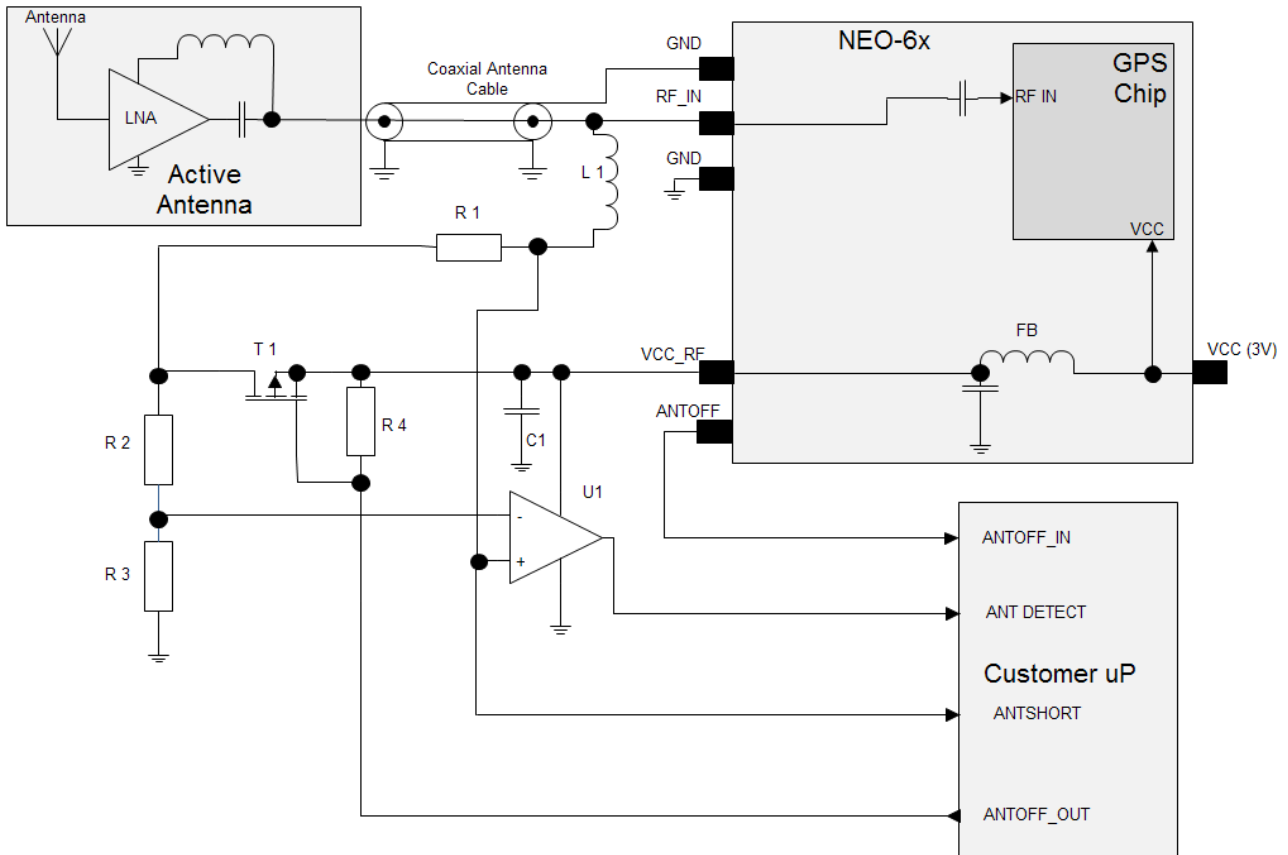 Antenna
LNA
Active
Antenna
Coaxial Antenna
Cable
GND
RF_IN
GND
NEO-6x
GPS
Chip
RF IN
VCC
L 1
R 1
T 1
VCC_RF
FB
VCC (3V)
ANTOFF
R 2
R 4
C1
U1
-
+
R 3
ANTOFF_IN
ANT DETECT
Customer uP
ANTSHORT
ANTOFF_OUT